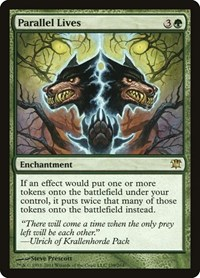 Parallel Lives 3
Enchantment
If an effect would put one or more
tokens onto the battlefield under your
control, it puts twice that many of those
tokens onto the battlefield instead.
"There will come a time when the only prey
left will be each other."
—Ulrich of Krallenhorde Pack
Steve Prescott